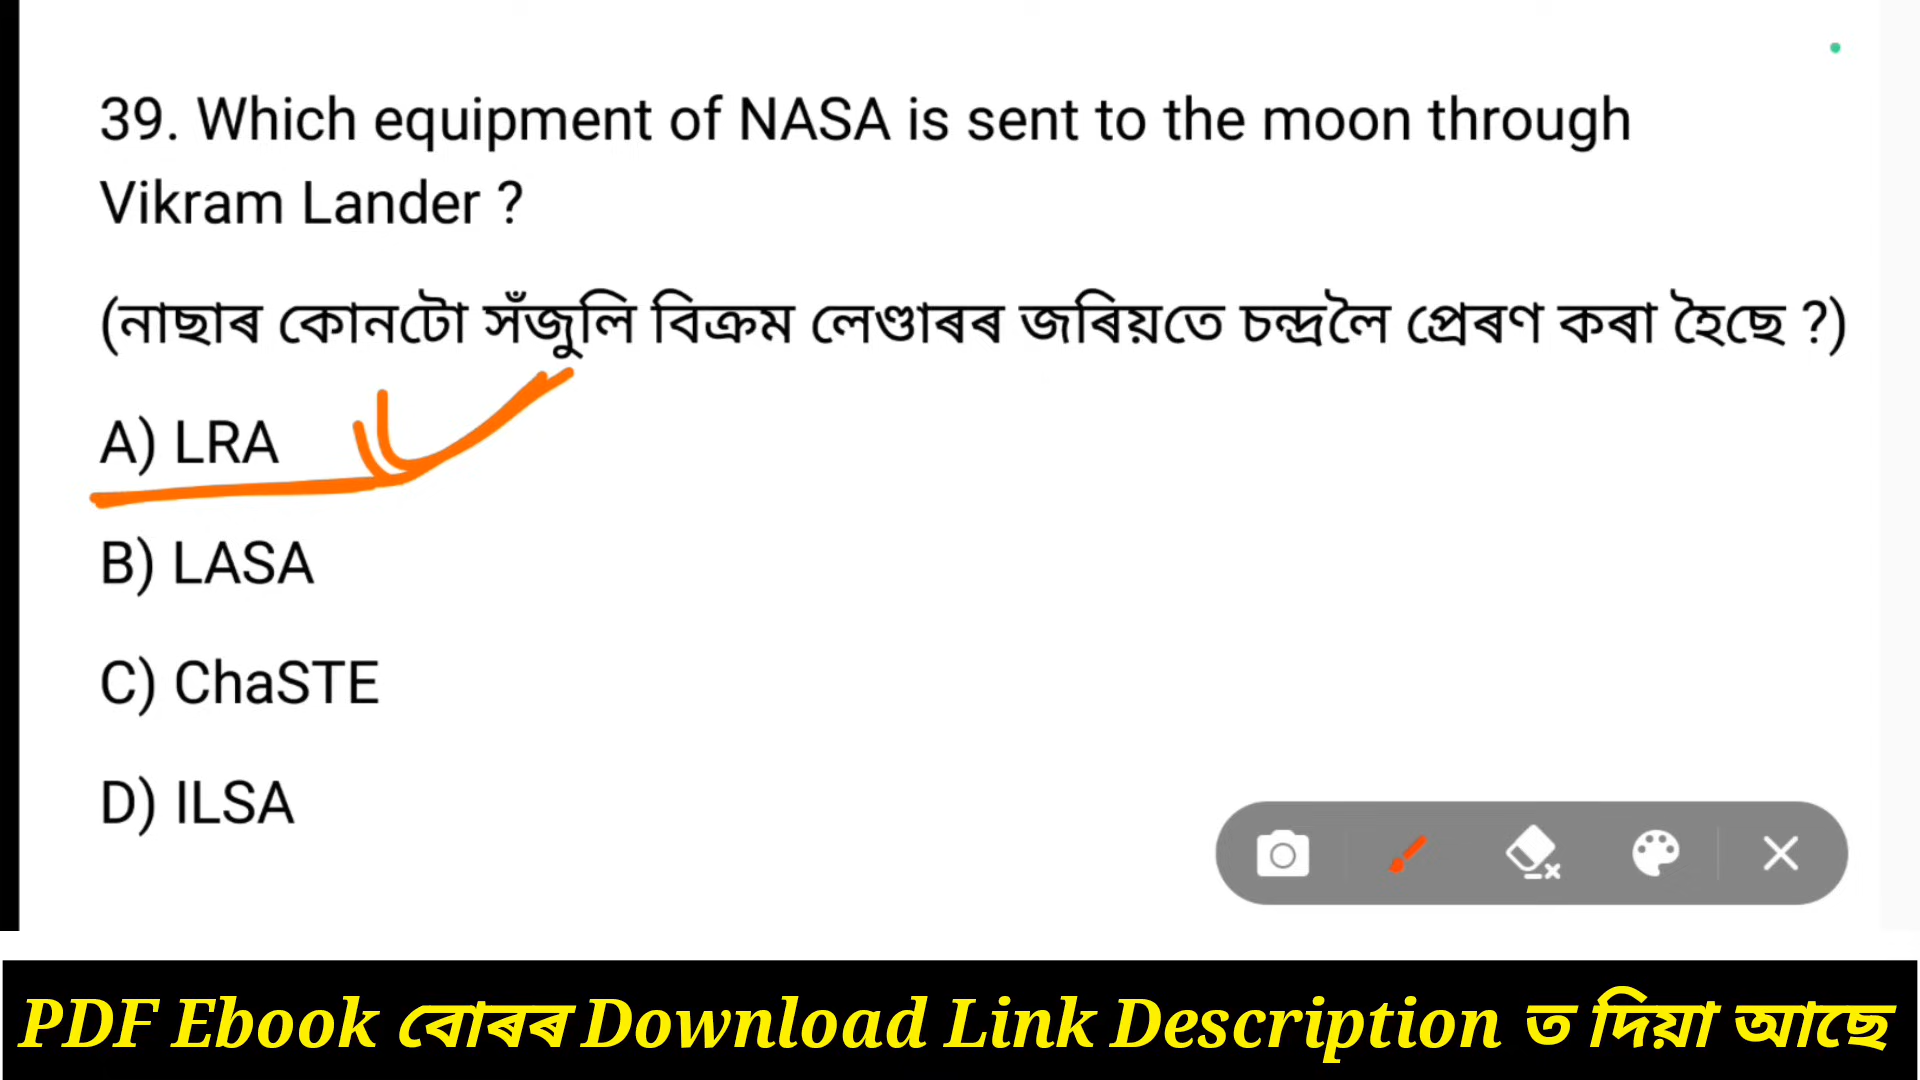 39. Which equipment of NASA is sent to the moon through
Vikram Lander ?
(নাছাৰ কোনটো সঁজুলি বিক্ৰম লেণ্ডাৰৰ জৰিয়তে চন্দ্ৰলৈ প্ৰেৰণ কৰা হৈছে ?)
A) LRA
B) LASA
C) ChaSTE
D) ILSA
PDF Ebook বোৰৰ Download Link Description ত দিয়া আছে